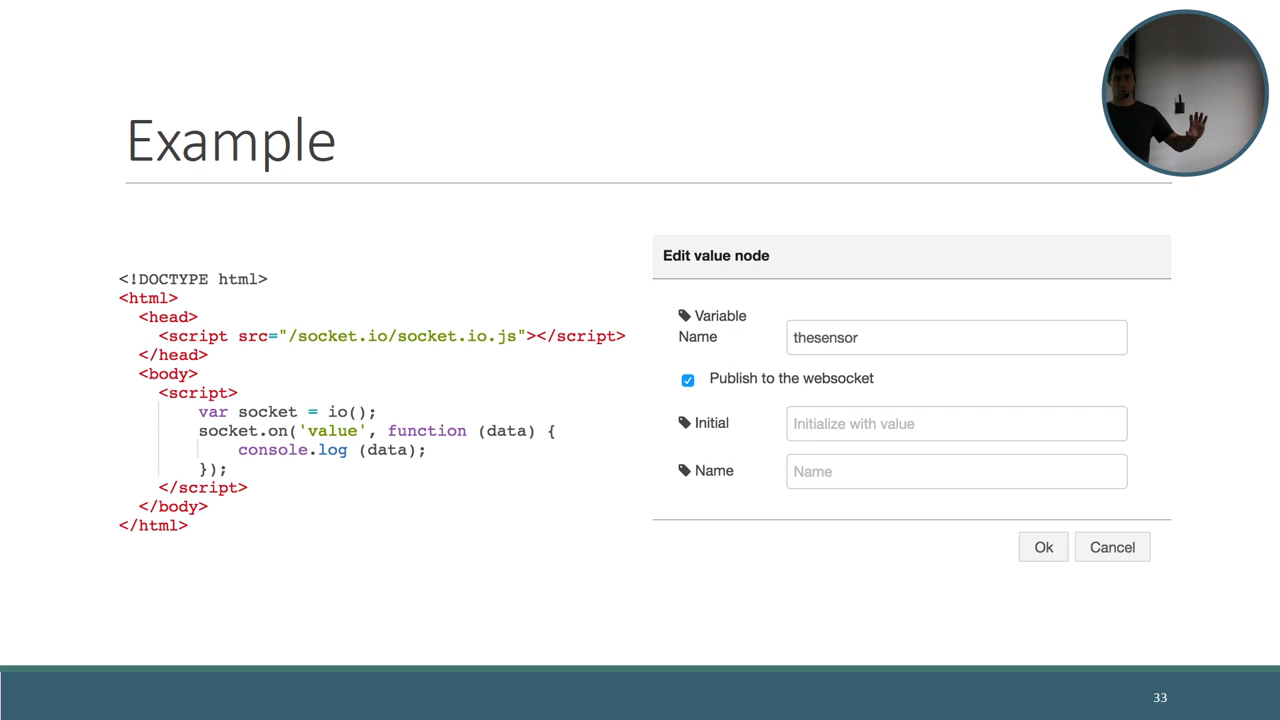 Example
<!DOCTYPE html>
<html>
<head>
<script src="/socket.io/socket.io.js"></script>
</head>
<body>
<script>
var socket = io();
socket.on('value', function (data) {
console.log (data);
});
</script>
</body>
</html>
Edit value node
Variable
Name
thesensor
Publish to the websocket
Initial
Initialize with value
Name
Name
Ok
Cancel
33